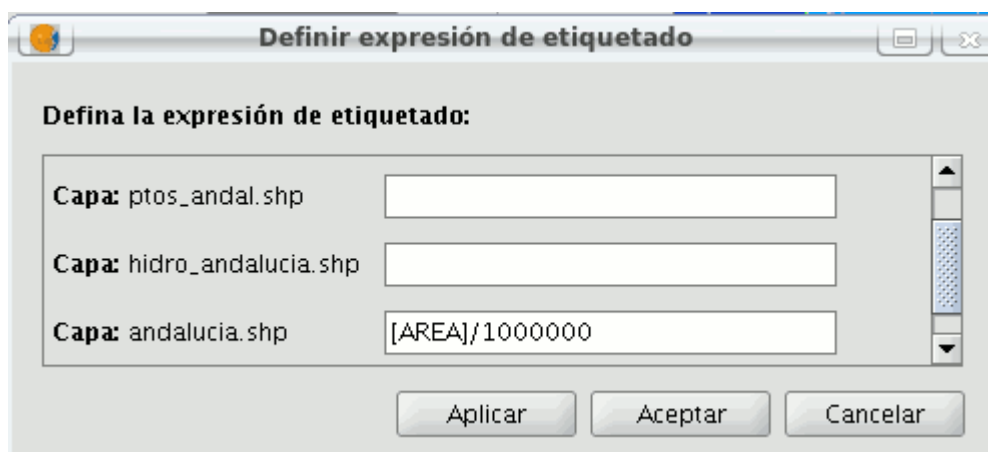 Definir expresión de etiquetado
Defina la expresión de etiquetado:
Capa: ptos_andal.shp
Capa: hidro_andalucia.shp
Capa: andalucia.shp [AREA]/1000000
Aplicar Aceptar Cancelar